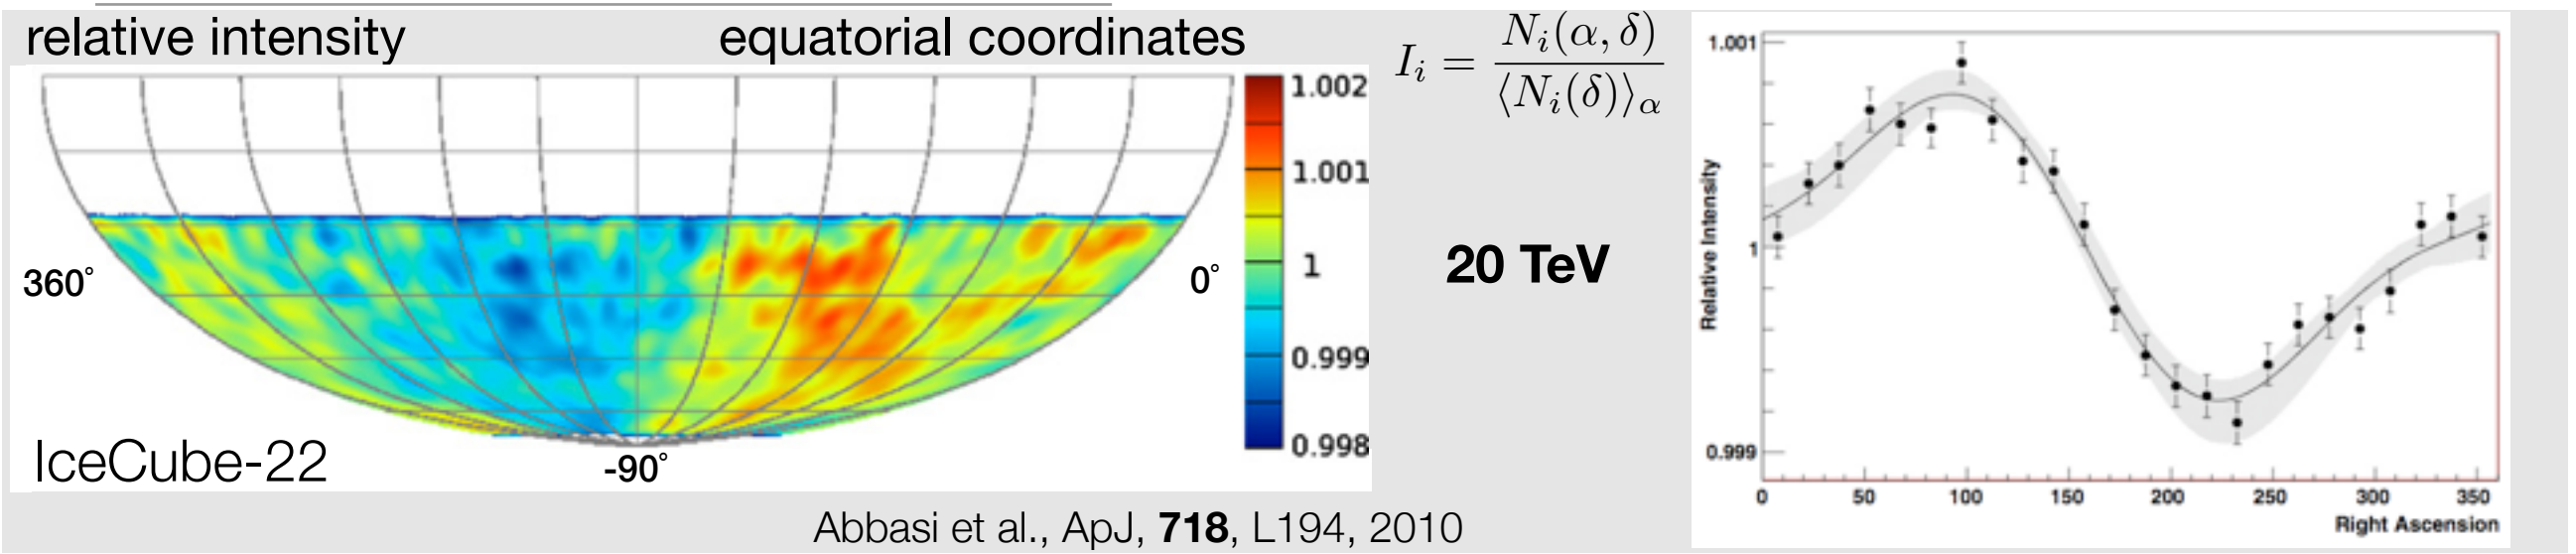 relative intensity
equatorial coordinates
360°
0°
-90°
IceCube-22
1.002
1.001
1
0.999
0.998
I_i = N_i(α, δ) / ⟨N_i(δ)⟩_α
20 TeV
Abbasi et al., ApJ, 718, L194, 2010
1.001
1
0.999
Relative Intensity
0 50 100 150 200 250 300 350
Right Ascension